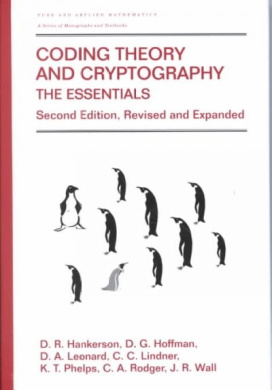 PURE AND APPLIED MATHEMATICS
A Series of Monographs and Textbooks
CODING THEORY
AND CRYPTOGRAPHY
THE ESSENTIALS
Second Edition, Revised and Expanded
D. R. Hankerson, D. G. Hoffman,
D. A. Leonard, C. C. Lindner,
K. T. Phelps, C. A. Rodger, J. R. Wall